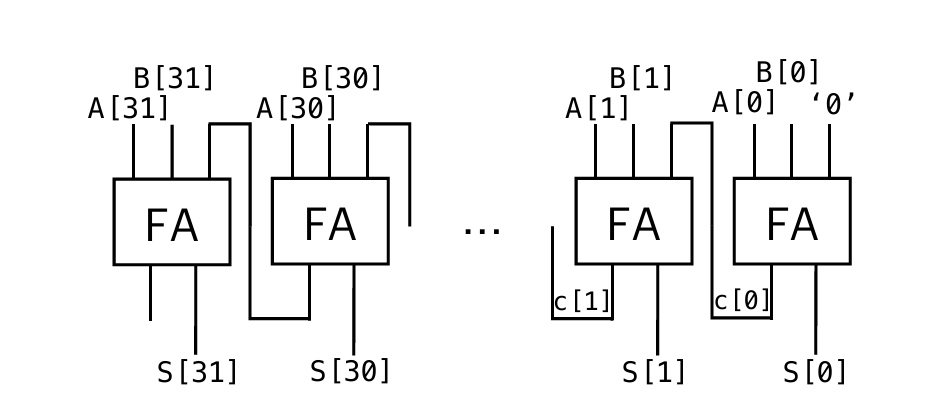 B[31] B[30] B[1] B[0]
A[31] A[30] A[1] A[0] ‘0’
FA FA ... FA FA
c[1] c[0]
S[31] S[30] S[1] S[0]